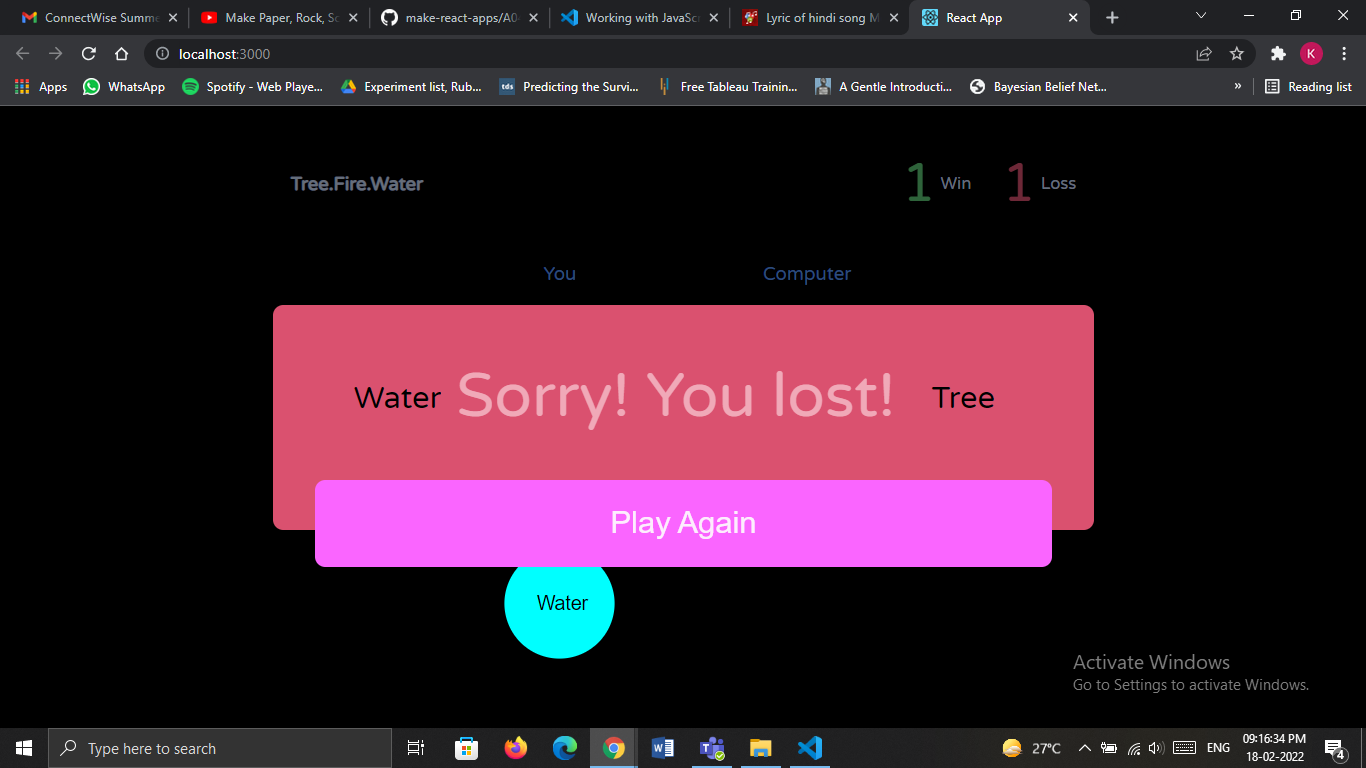 ConnectWise Summe
Make Paper, Rock, Sc
make-react-apps/A04
Working with JavaScr
Lyric of hindi song M
React App
localhost:3000
K
Apps
WhatsApp
Spotify - Web Playe...
Experiment list, Rub...
tds
Predicting the Survi...
Free Tableau Trainin...
A Gentle Introducti...
Bayesian Belief Net...
»
Reading list
Tree.Fire.Water
1 Win
1 Loss
You
Computer
Water
Sorry! You lost!
Tree
Play Again
Water
Activate Windows
Go to Settings to activate Windows.
Type here to search
27°C
ENG
09:16:34 PM
18-02-2022
4